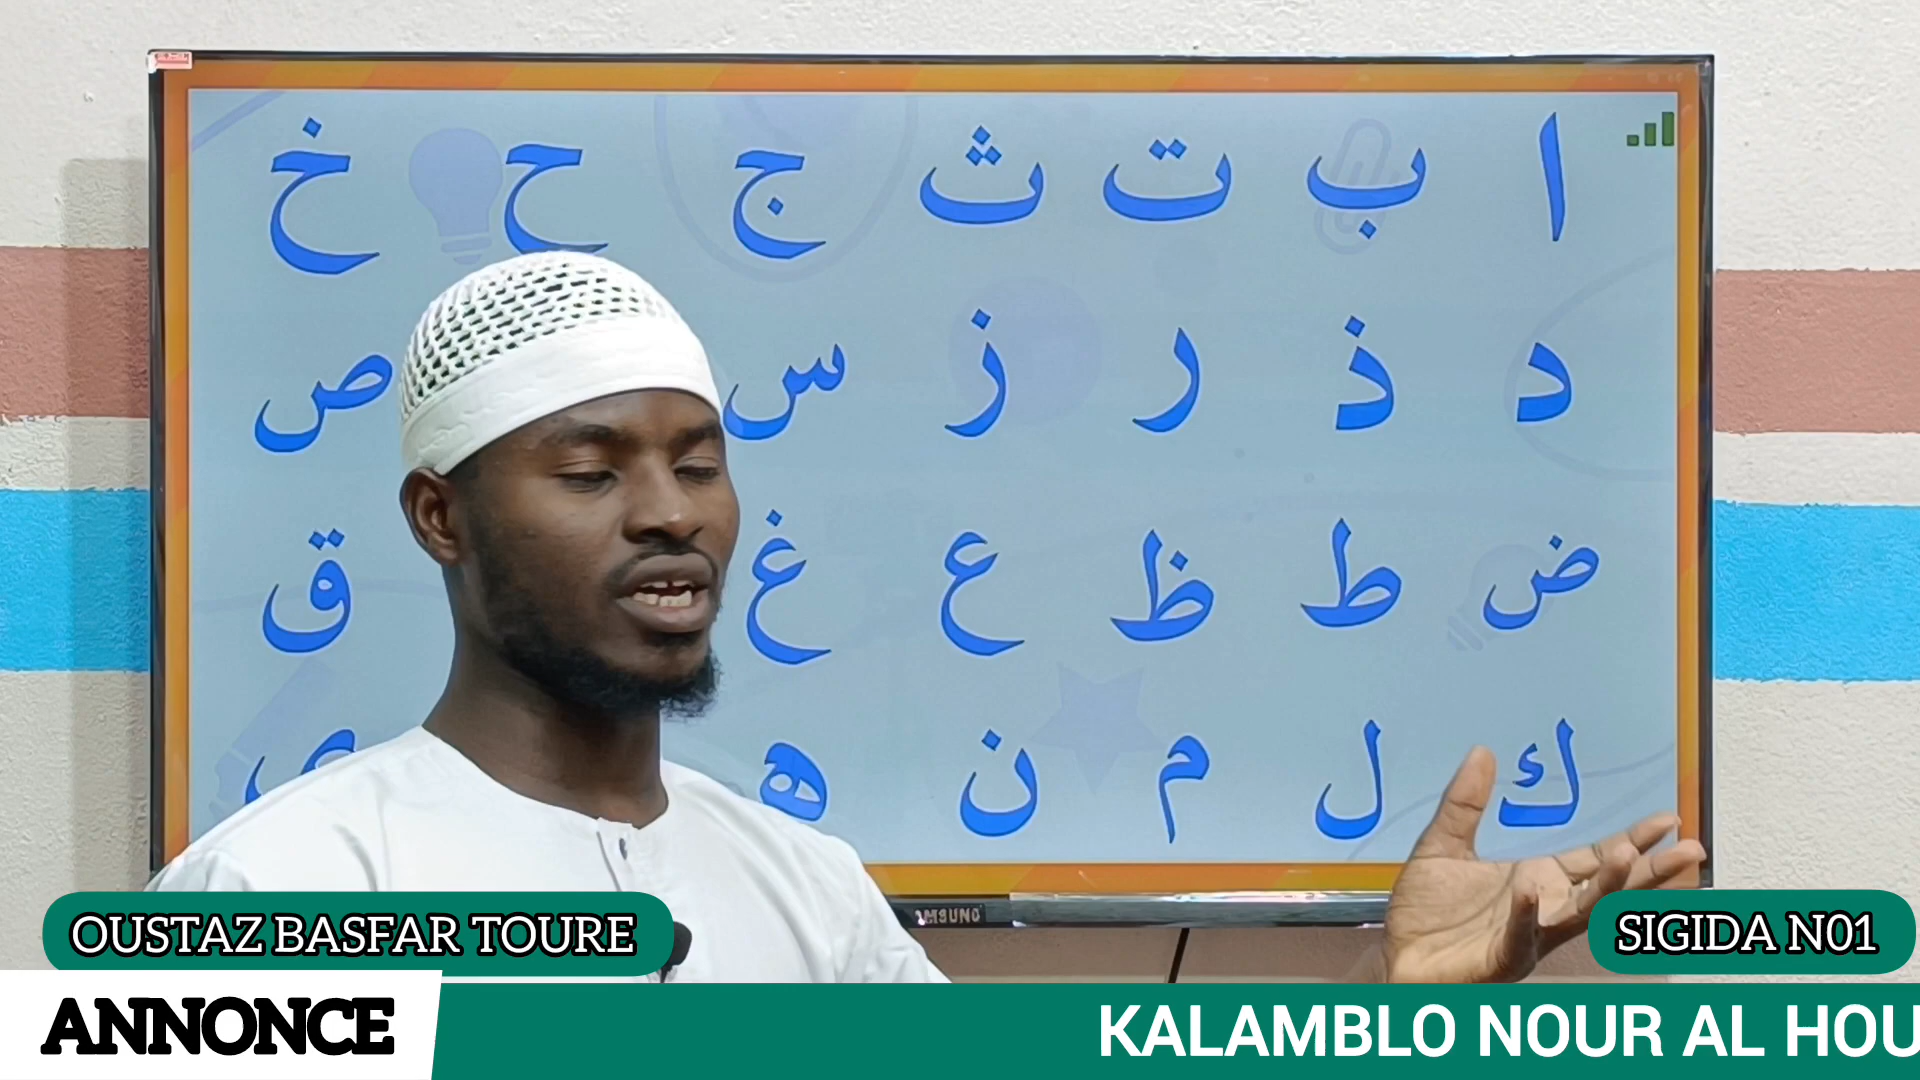 ا ب ت ث ج ح خ
د ذ ر ز س ص
ض ط ظ ع غ ق
ك ل م ن ه
OUSTAZ BASFAR TOURE
SIGIDA N01
ANNONCE
KALAMBLO NOUR AL HOU